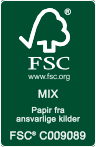 FSC
www.fsc.org
MIX
Papir fra
ansvarlige kilder
FSC® C009089